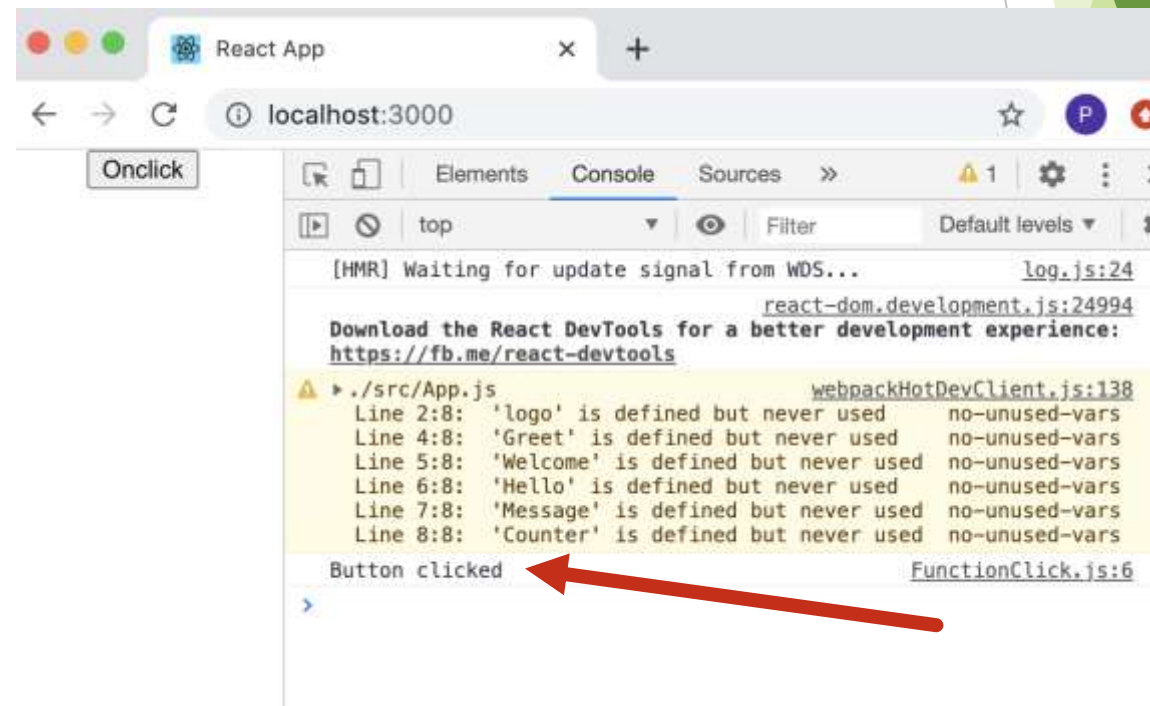 React App
localhost:3000
P
Onclick
Elements Console Sources » 1
top Filter Default levels
[HMR] Waiting for update signal from WDS... log.js:24
react-dom.development.js:24994
Download the React DevTools for a better development experience:
https://fb.me/react-devtools
./src/App.js webpackHotDevClient.js:138
Line 2:8: 'logo' is defined but never used no-unused-vars
Line 4:8: 'Greet' is defined but never used no-unused-vars
Line 5:8: 'Welcome' is defined but never used no-unused-vars
Line 6:8: 'Hello' is defined but never used no-unused-vars
Line 7:8: 'Message' is defined but never used no-unused-vars
Line 8:8: 'Counter' is defined but never used no-unused-vars
Button clicked FunctionClick.js:6